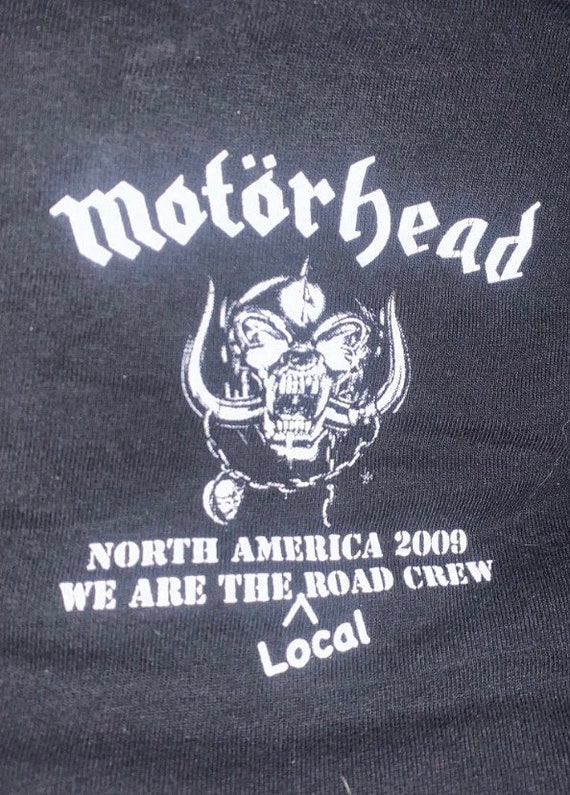 motörhead
NORTH AMERICA 2009
WE ARE THE ^ ROAD CREW
Local